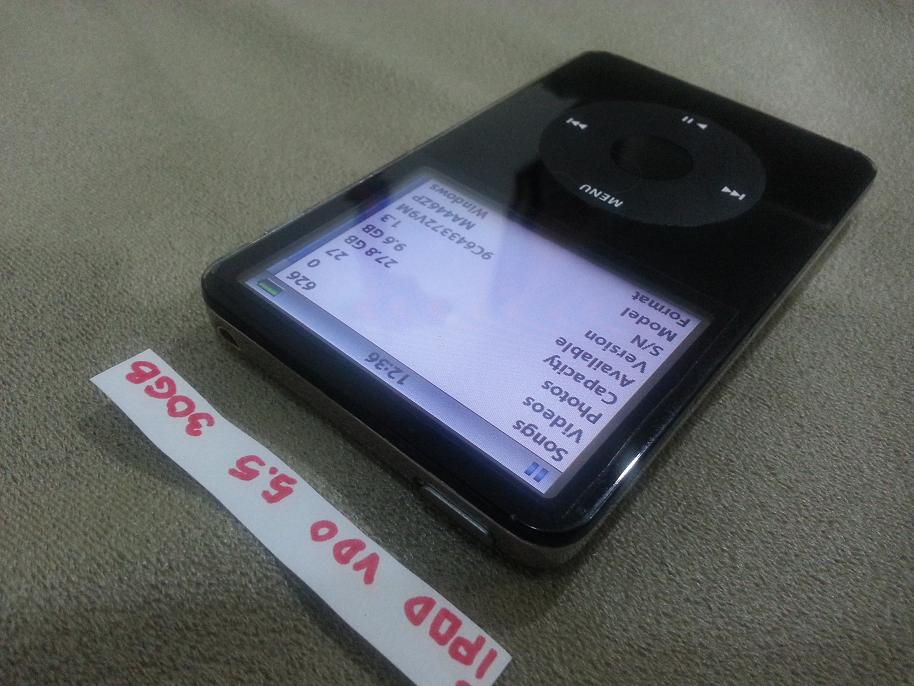 IPOD VDO 5.5 30GB
12:36
Songs 626
Videos 0
Photos 27
Capacity 27.8 GB
Available 9.6 GB
Version 1.3
S/N 9C643372V9M
Model MA446ZP
Format Windows
MENU